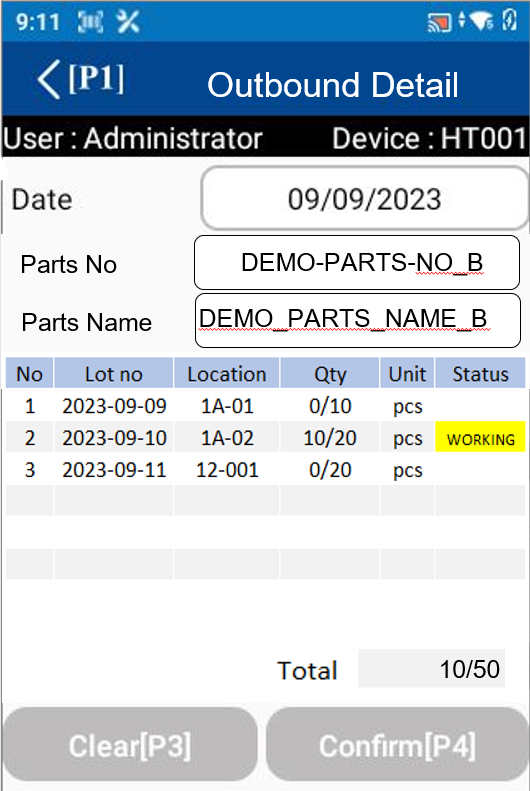 9:11
[P1] Outbound Detail
User : Administrator Device : HT001
Date 09/09/2023
Parts No DEMO-PARTS-NO_B
Parts Name DEMO_PARTS_NAME_B
No Lot no Location Qty Unit Status
1 2023-09-09 1A-01 0/10 pcs
2 2023-09-10 1A-02 10/20 pcs WORKING
3 2023-09-11 12-001 0/20 pcs
Total 10/50
Clear[P3] Confirm[P4]